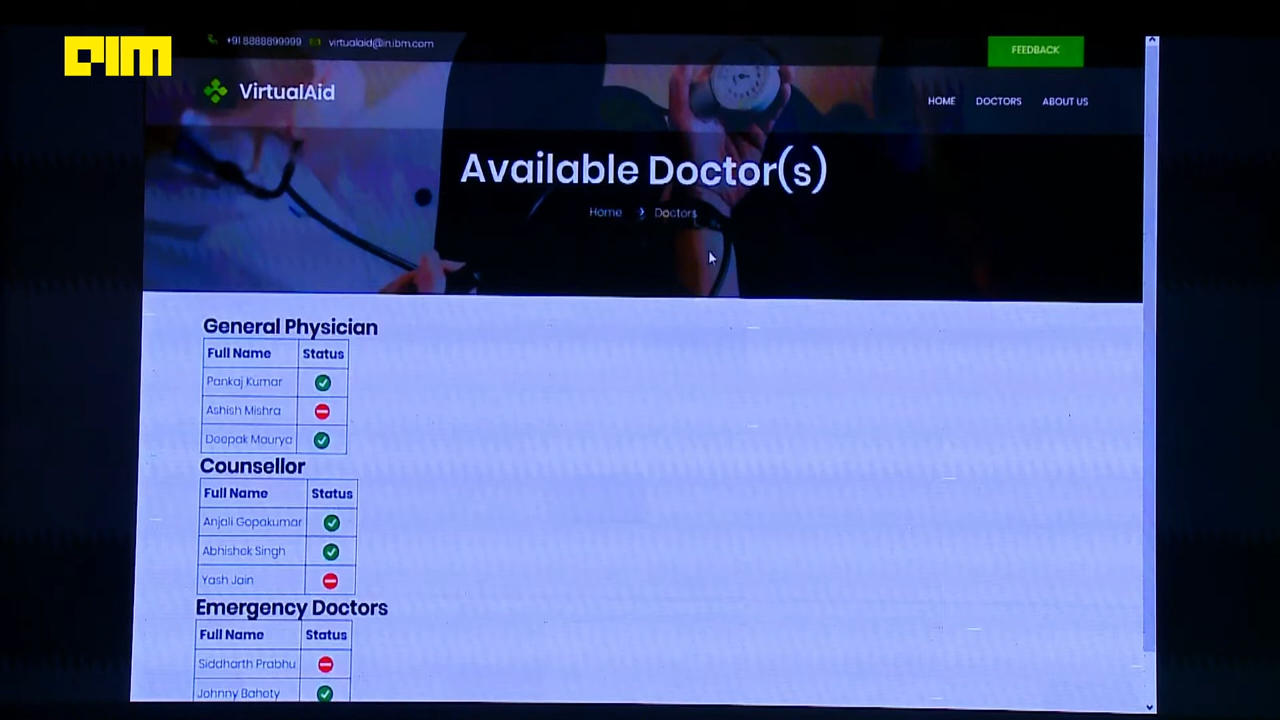 AIM
+91 8888899999 virtualaid@in.ibm.com
FEEDBACK
VirtualAid
HOME DOCTORS ABOUT US
Available Doctor(s)
Home > Doctors
General Physician
Full Name Status
Pankaj Kumar
Ashish Mishra
Deepak Maurya
Counsellor
Full Name Status
Anjali Gopakumar
Abhishek Singh
Yash Jain
Emergency Doctors
Full Name Status
Siddharth Prabhu
Johnny Bahety